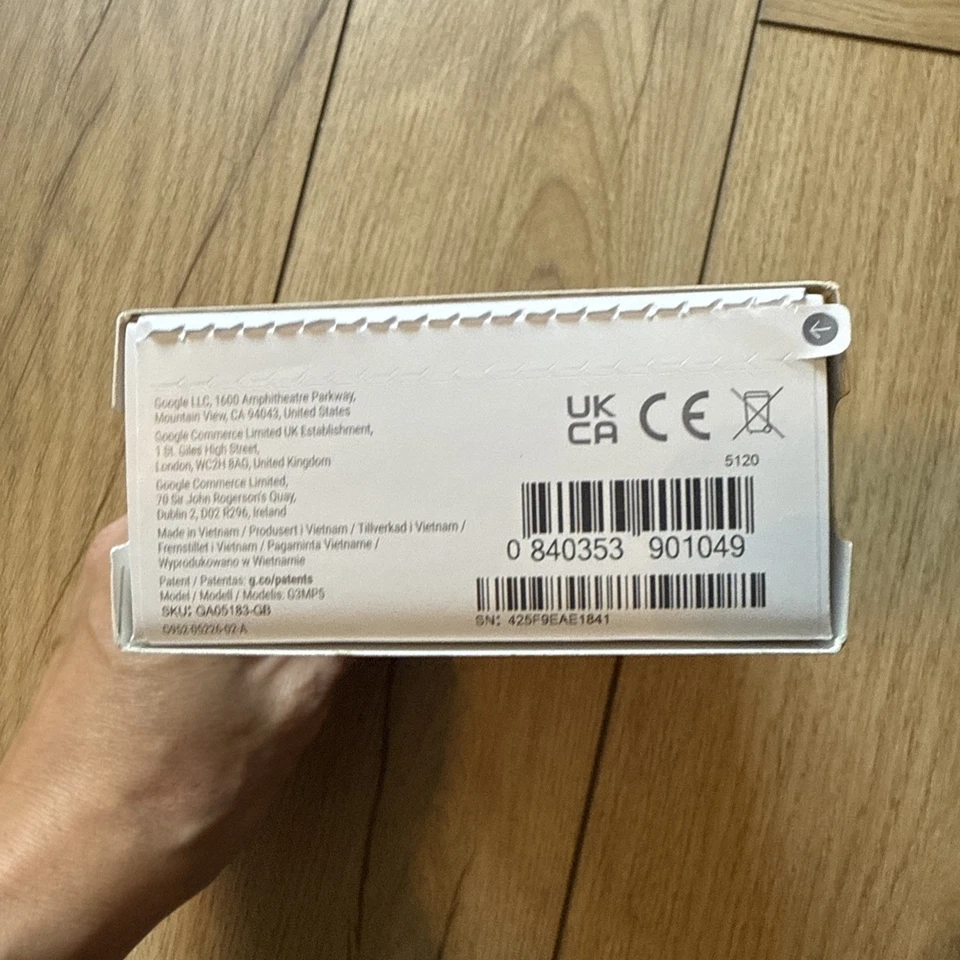 Google LLC, 1600 Amphitheatre Parkway,
Mountain View, CA 94043, United States
Google Commerce Limited UK Establishment,
1 St. Giles High Street,
London, WC2H 8AG, United Kingdom
Google Commerce Limited,
70 Sir John Rogerson's Quay,
Dublin 2, D02 R296, Ireland
Made in Vietnam / Produsert i Vietnam / Tillverkad i Vietnam /
Fremstillet i Vietnam / Pagaminta Vietname /
Wyprodukowano w Wietnamie
Patent / Patentas: g.co/patents
Model / Modell / Modelis: G3MP5
SKU: GA05183-GB
G952-05226-02-A
UK
CA
CE
5120
0 840353 901049
SN: 425F9EAE1841